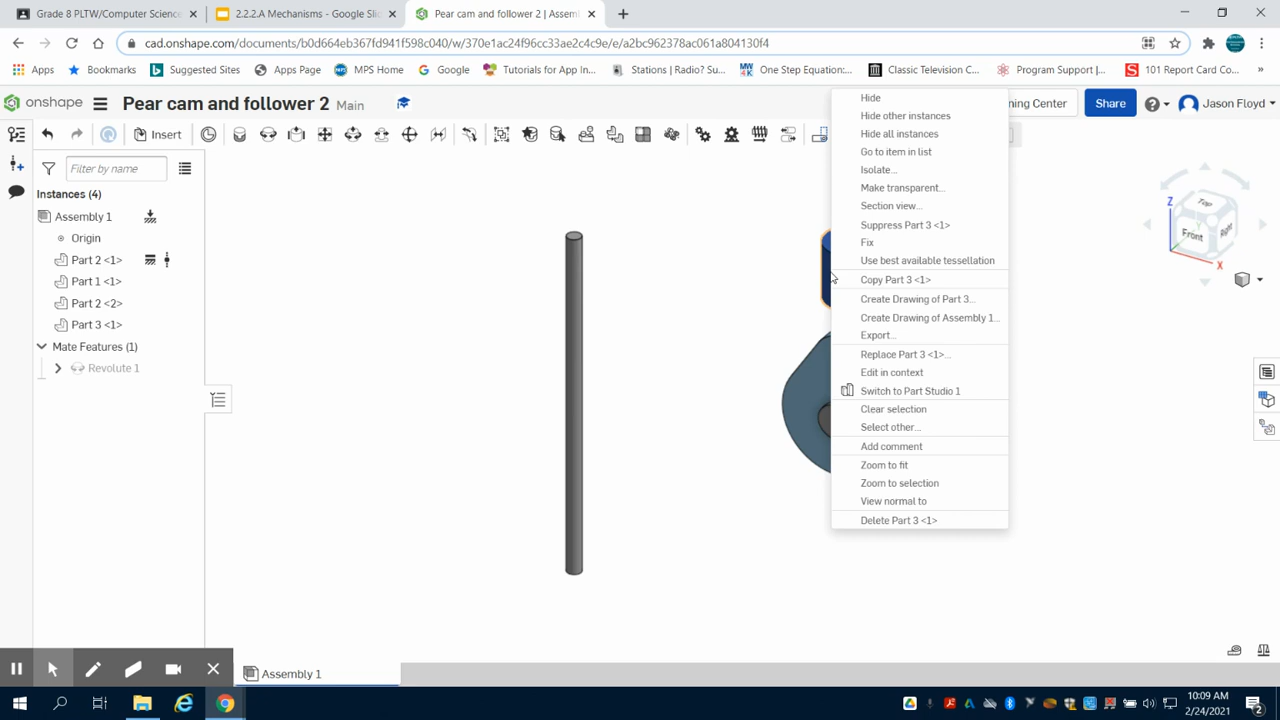 Grade 8 PLTW/Computer Science
2.2.2.A Mechanisms - Google Slid
Pear cam and follower 2 | Assem
cad.onshape.com/documents/b0d664eb367fd941f598c040/w/370e1ac24f96cc33ae2c4c9e/e/a2bc962378ac061a804130f4
Apps
Bookmarks
Suggested Sites
Apps Page
MPS Home
Google
Tutorials for App In...
Stations | Radio? Su...
One Step Equation:...
Classic Television C...
Program Support |...
101 Report Card Co...
»
onshape
Pear cam and follower 2
Main
ning Center
Share
Jason Floyd
Insert
Filter by name
Instances (4)
Assembly 1
Origin
Part 2 <1>
Part 1 <1>
Part 2 <2>
Part 3 <1>
Mate Features (1)
Revolute 1
Hide
Hide other instances
Hide all instances
Go to item in list
Isolate...
Make transparent...
Section view...
Suppress Part 3 <1>
Fix
Use best available tessellation
Copy Part 3 <1>
Create Drawing of Part 3...
Create Drawing of Assembly 1...
Export...
Replace Part 3 <1>...
Edit in context
Switch to Part Studio 1
Clear selection
Select other...
Add comment
Zoom to fit
Zoom to selection
View normal to
Delete Part 3 <1>
Z
Top
Front
Right
X
Assembly 1
10:09 AM
2/24/2021
2